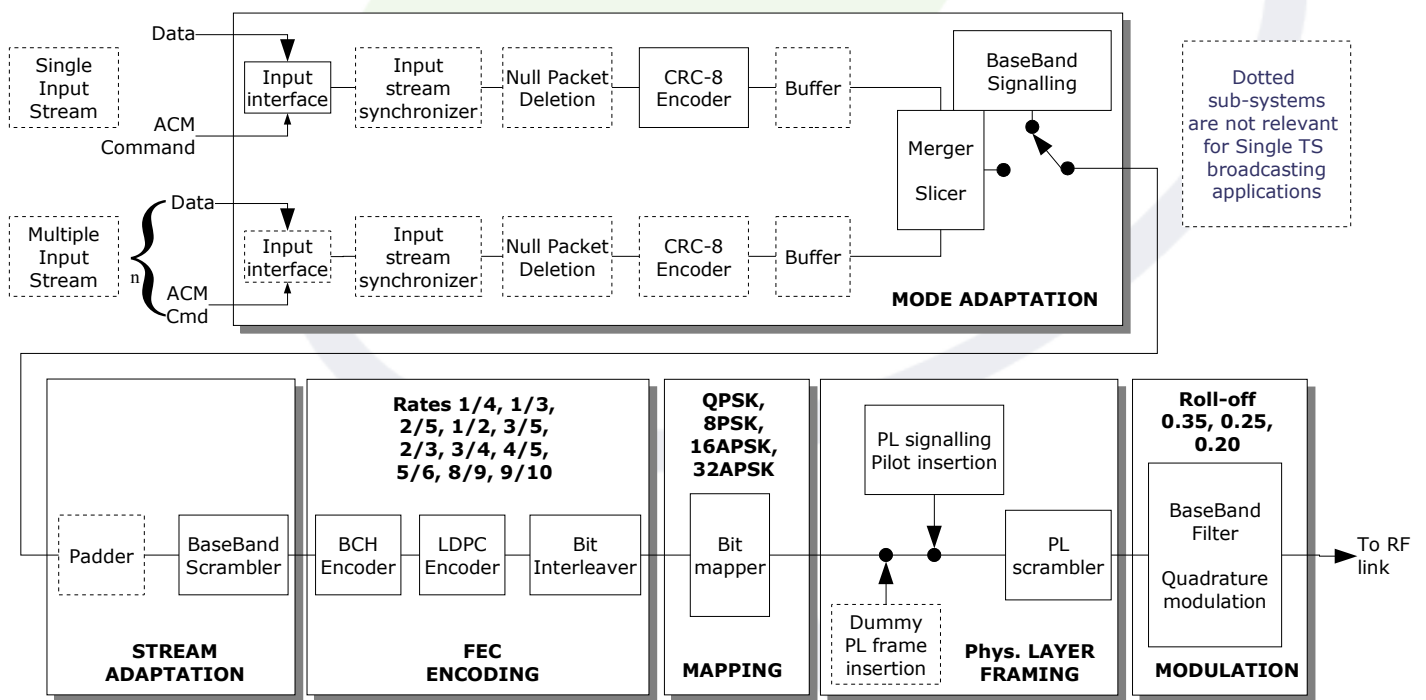 Data
Single
Input
Stream
ACM
Command
Input
interface
Input
stream
synchronizer
Null Packet
Deletion
CRC-8
Encoder
Buffer
BaseBand
Signalling
Merger
Slicer
Dotted
sub-systems
are not relevant
for Single TS
broadcasting
applications
Multiple
Input
Stream
n
Data
ACM
Cmd
Input
interface
Input
stream
synchronizer
Null Packet
Deletion
CRC-8
Encoder
Buffer
MODE ADAPTATION
Padder
BaseBand
Scrambler
STREAM
ADAPTATION
Rates 1/4, 1/3,
2/5, 1/2, 3/5,
2/3, 3/4, 4/5,
5/6, 8/9, 9/10
BCH
Encoder
LDPC
Encoder
Bit
Interleaver
FEC
ENCODING
QPSK,
8PSK,
16APSK,
32APSK
Bit
mapper
MAPPING
PL signalling
Pilot insertion
Dummy
PL frame
insertion
PL
scrambler
Phys. LAYER
FRAMING
Roll-off
0.35, 0.25,
0.20
BaseBand
Filter
Quadrature
modulation
MODULATION
To RF
link